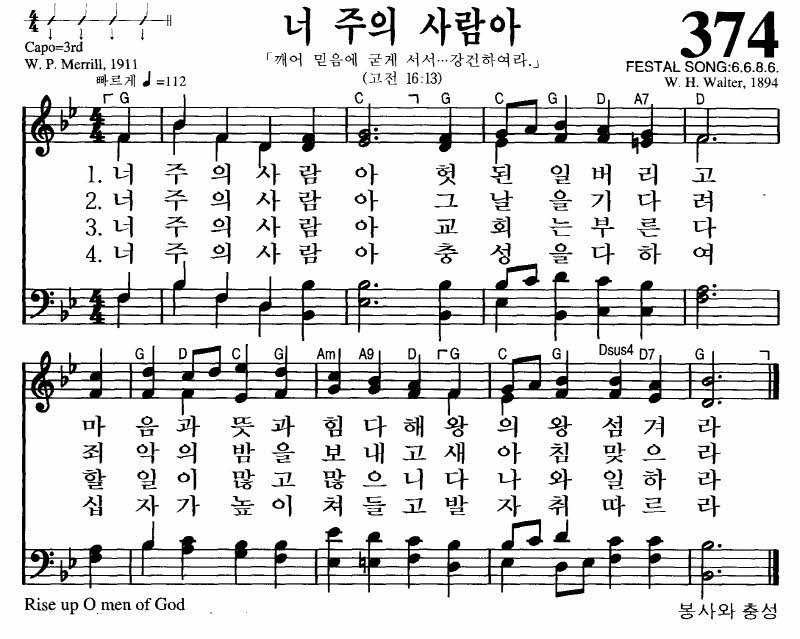 너 주의 사람아
374
Capo=3rd
W. P. Merrill, 1911
「깨어 믿음에 굳게 서서…강건하여라.」
(고전 16:13)
FESTAL SONG:6.6.8.6.
W. H. Walter, 1894
빠르게 ♩=112
G C G C G D A7 D
1. 너 주 의 사 람 아 헛 된 일 버 리 고
2. 너 주 의 사 람 아 그 날 을 기 다 려
3. 너 주 의 사 람 아 교 회 는 부 른 다
4. 너 주 의 사 람 아 충 성 을 다 하 여
G D C G Am A9 D G C G Dsus4 D7 G
마 음 과 뜻 과 힘 다 해 왕 의 왕 섬 겨 라
죄 악 의 밤 을 보 내 고 새 아 침 맞 으 라
할 일 이 많 고 많 으 니 다 나 와 일 하 라
십 자 가 높 이 쳐 들 고 발 자 취 따 르 라
Rise up O men of God
봉사와 충성